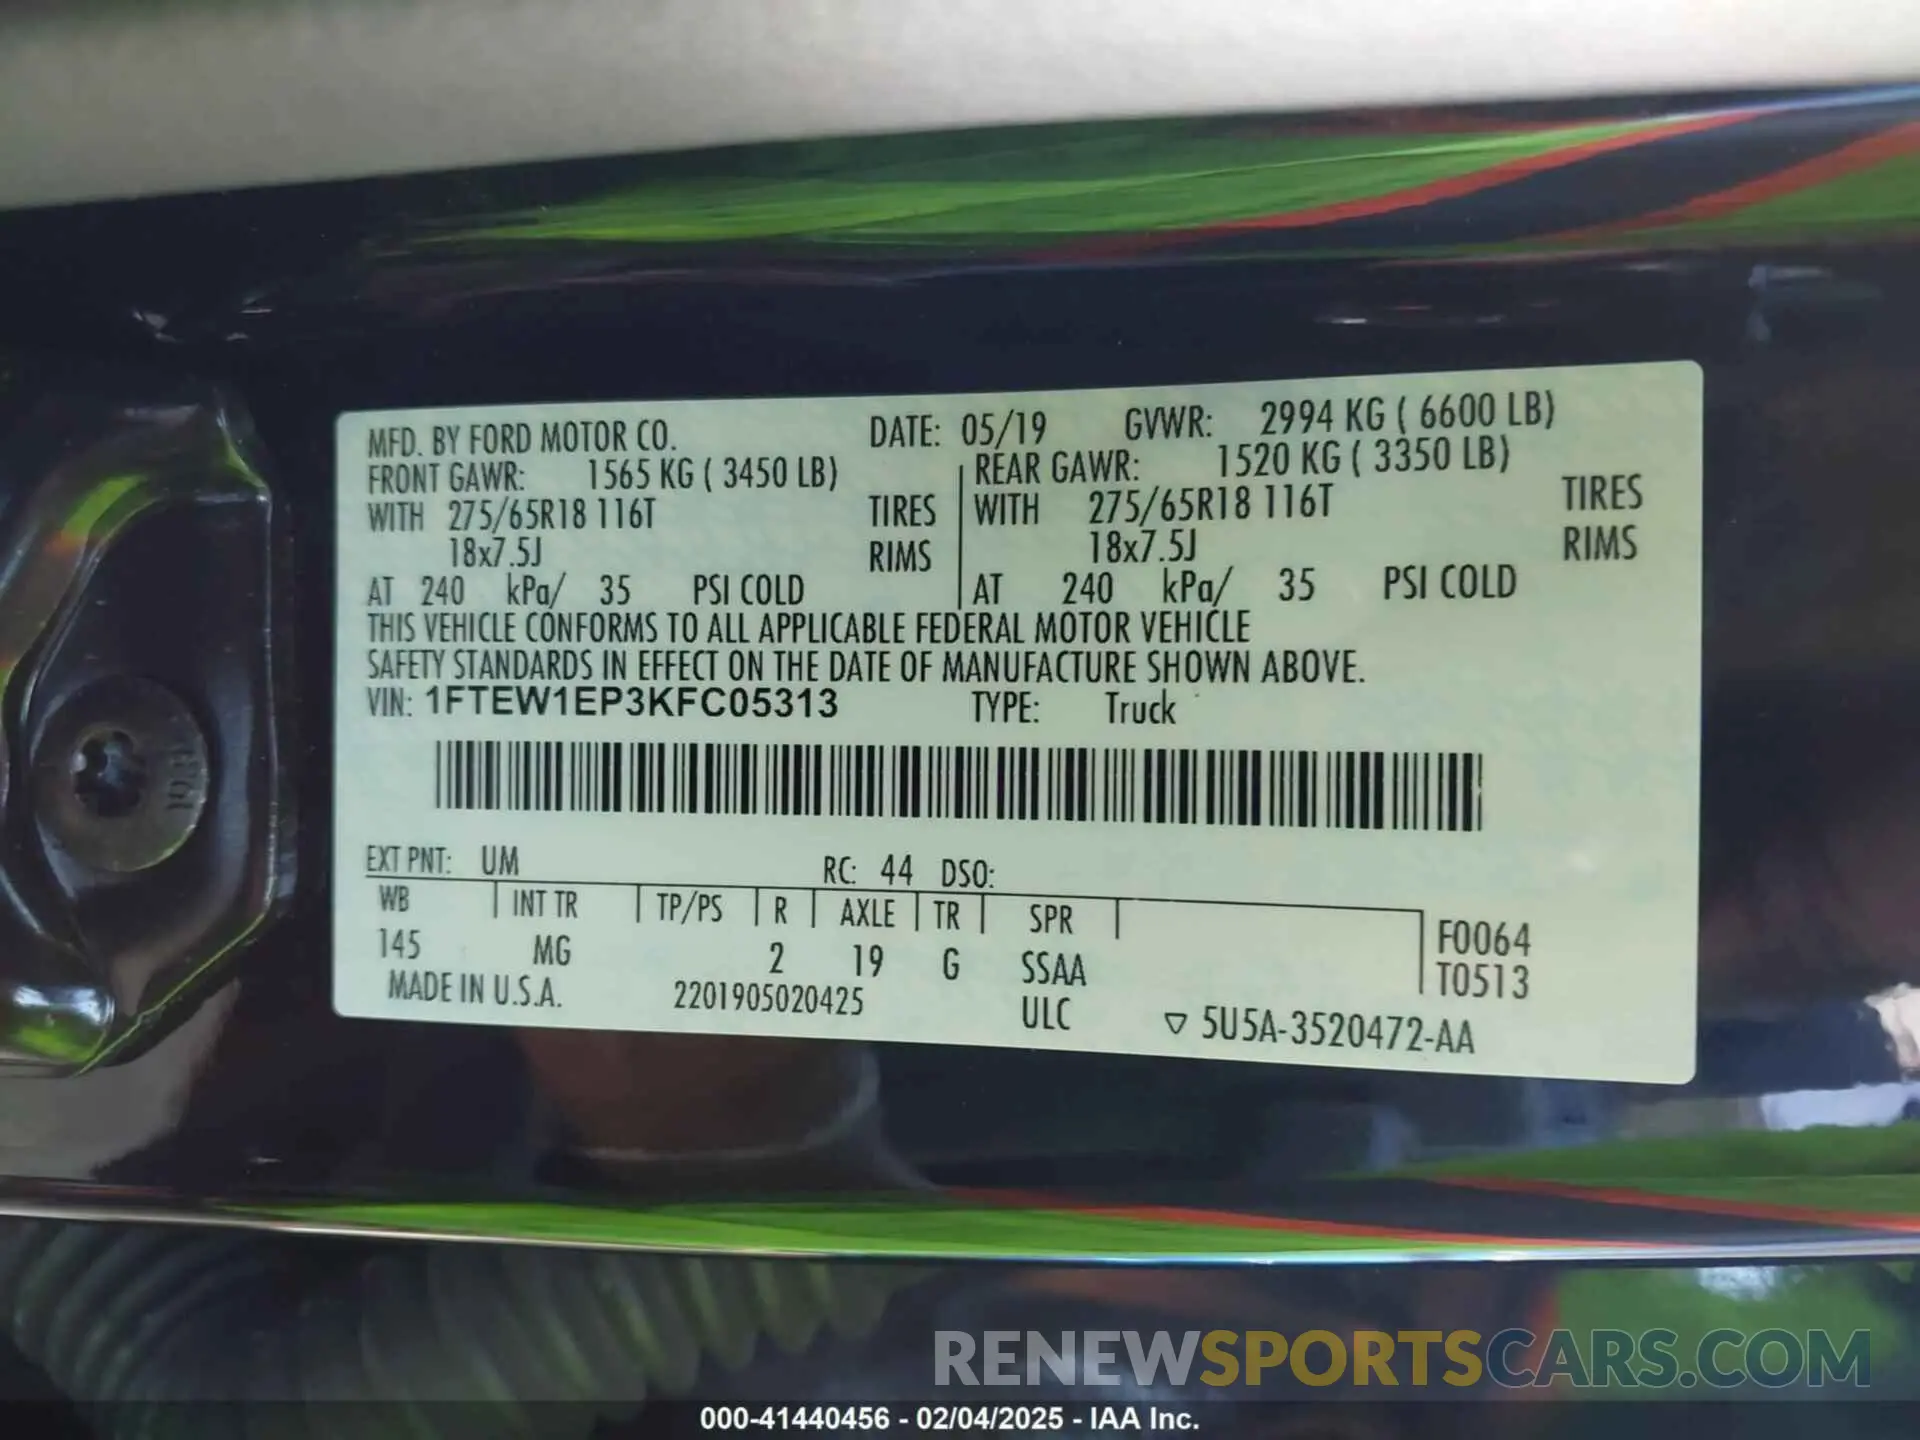 MFD. BY FORD MOTOR CO. DATE: 05/19 GVWR: 2994 KG ( 6600 LB)
FRONT GAWR: 1565 KG ( 3450 LB) REAR GAWR: 1520 KG ( 3350 LB)
WITH 275/65R18 116T TIRES WITH 275/65R18 116T TIRES
18x7.5J RIMS 18x7.5J RIMS
AT 240 kPa/ 35 PSI COLD AT 240 kPa/ 35 PSI COLD
THIS VEHICLE CONFORMS TO ALL APPLICABLE FEDERAL MOTOR VEHICLE
SAFETY STANDARDS IN EFFECT ON THE DATE OF MANUFACTURE SHOWN ABOVE.
VIN: 1FTEW1EP3KFC05313 TYPE: Truck
EXT PNT: UM RC: 44 DSO:
WB INT TR TP/PS R AXLE TR SPR F0064
145 MG 2 19 G SSAA T0513
MADE IN U.S.A. 2201905020425 ULC ▽ 5U5A-3520472-AA
RENEWSPORTSCARS.COM
000-41440456 - 02/04/2025 - IAA Inc.